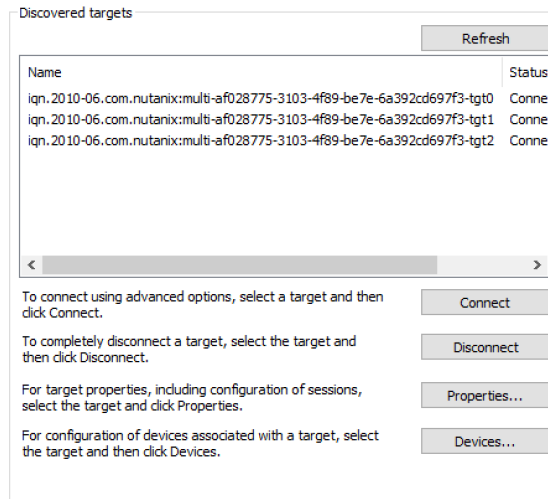 Discovered targets
Refresh
Name Status
iqn.2010-06.com.nutanix:multi-af028775-3103-4f89-be7e-6a392cd697f3-tgt0 Conne
iqn.2010-06.com.nutanix:multi-af028775-3103-4f89-be7e-6a392cd697f3-tgt1 Conne
iqn.2010-06.com.nutanix:multi-af028775-3103-4f89-be7e-6a392cd697f3-tgt2 Conne
To connect using advanced options, select a target and then
click Connect.
Connect
To completely disconnect a target, select the target and
then click Disconnect.
Disconnect
For target properties, including configuration of sessions,
select the target and click Properties.
Properties...
For configuration of devices associated with a target, select
the target and then click Devices.
Devices...